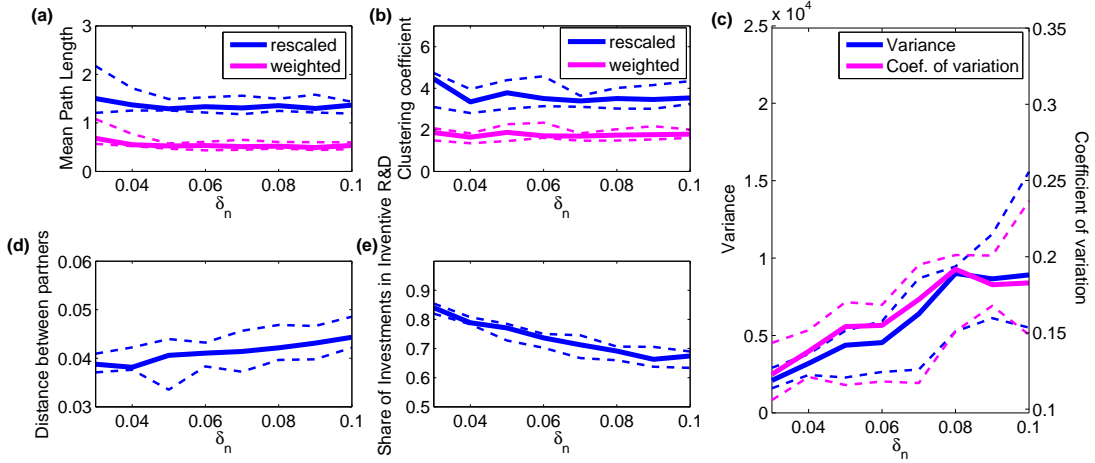 (a)
Mean Path Length
3
2
1
0
rescaled
weighted
0.04 0.06 0.08 0.1
δn
(b)
Clustering coefficient
6
4
2
0
rescaled
weighted
0.04 0.06 0.08 0.1
δn
(c)
x 10^4
Variance
2.5
2
1.5
1
0.5
0
Variance
Coef. of variation
0.35
0.3
0.25
0.2
0.15
0.1
Coefficient of variation
0.04 0.06 0.08 0.1
δn
(d)
Distance between partners
0.06
0.05
0.04
0.03
0.04 0.06 0.08 0.1
δn
(e)
Share of Investments in Inventive R&D
0.9
0.8
0.7
0.6
0.5
0.04 0.06 0.08 0.1
δn